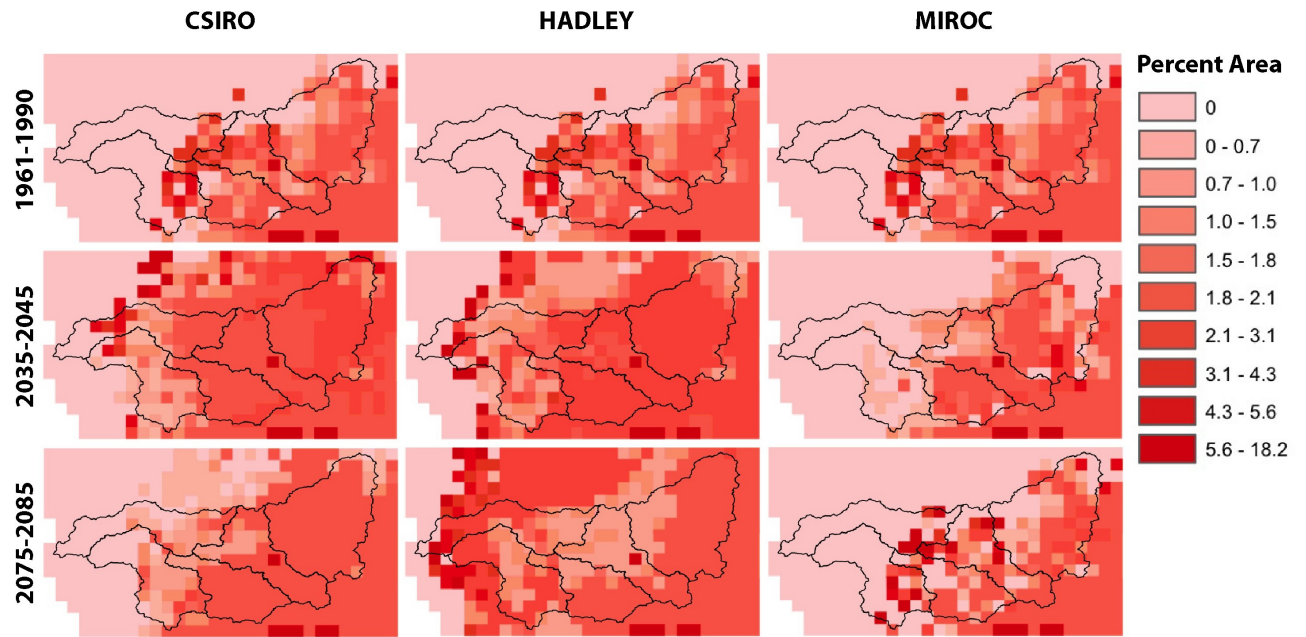 CSIRO HADLEY MIROC
Percent Area
1961-1990
0
0 - 0.7
0.7 - 1.0
1.0 - 1.5
1.5 - 1.8
2035-2045
1.8 - 2.1
2.1 - 3.1
3.1 - 4.3
4.3 - 5.6
5.6 - 18.2
2075-2085